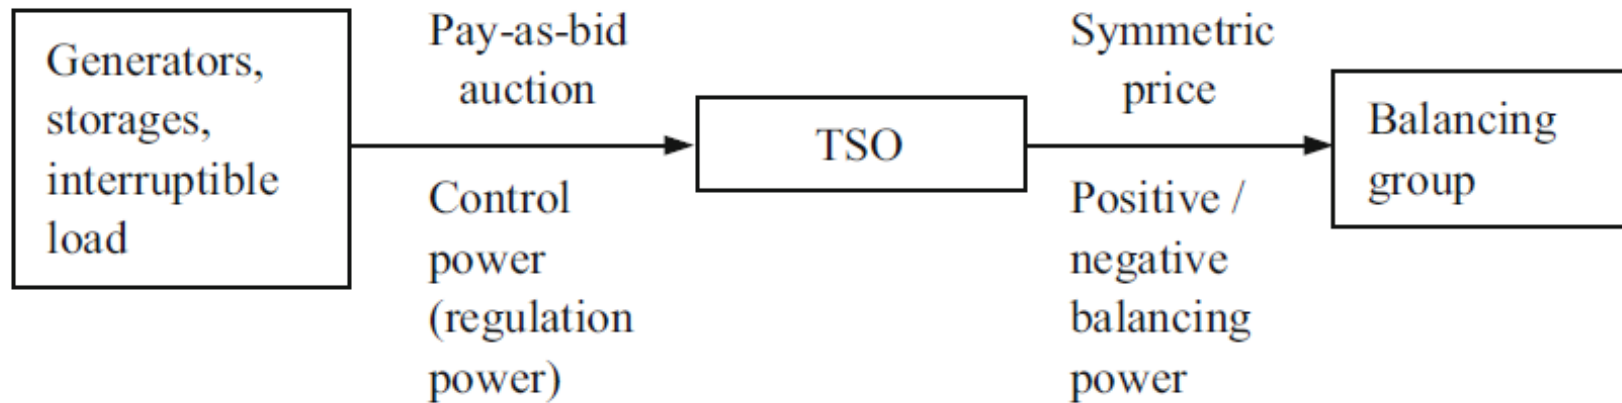 Generators,
storages,
interruptible
load
Pay-as-bid
auction
Control
power
(regulation
power)
TSO
Symmetric
price
Positive /
negative
balancing
power
Balancing
group